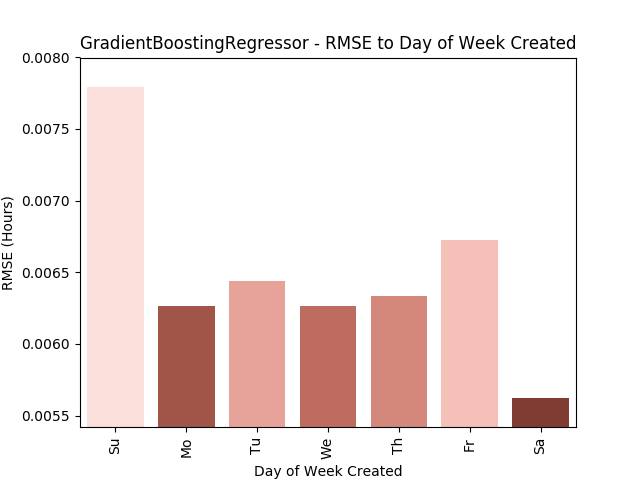 GradientBoostingRegressor - RMSE to Day of Week Created
0.0080
0.0075
0.0070
0.0065
0.0060
0.0055
RMSE (Hours)
Su
Mo
Tu
We
Th
Fr
Sa
Day of Week Created